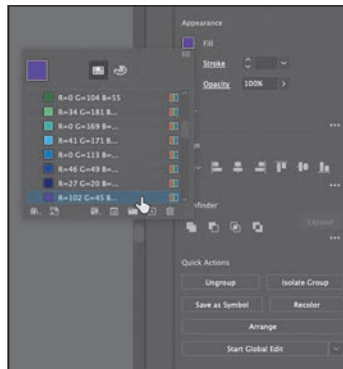 Appearance
Fill
Stroke
Opacity 100%
R=0 G=104 B=55
R=34 G=181 B...
R=0 G=169 B=...
R=41 G=171 B...
R=0 G=113 B=...
R=46 G=49 B=...
R=27 G=20 B=...
R=102 G=45 B...
Expand
Quick Actions
Ungroup
Isolate Group
Save as Symbol
Recolor
Arrange
Start Global Edit